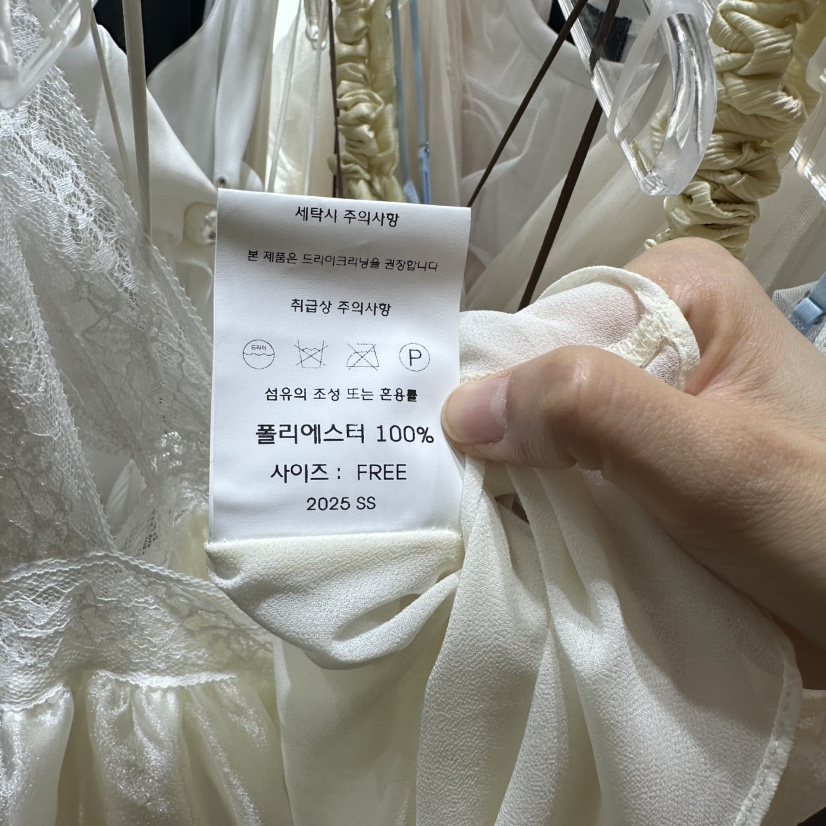 세탁시 주의사항
본 제품은 드라이크리닝을 권장합니다
취급상 주의사항
드라이 P
섬유의 조성 또는 혼용률
폴리에스터 100%
사이즈 : FREE
2025 SS